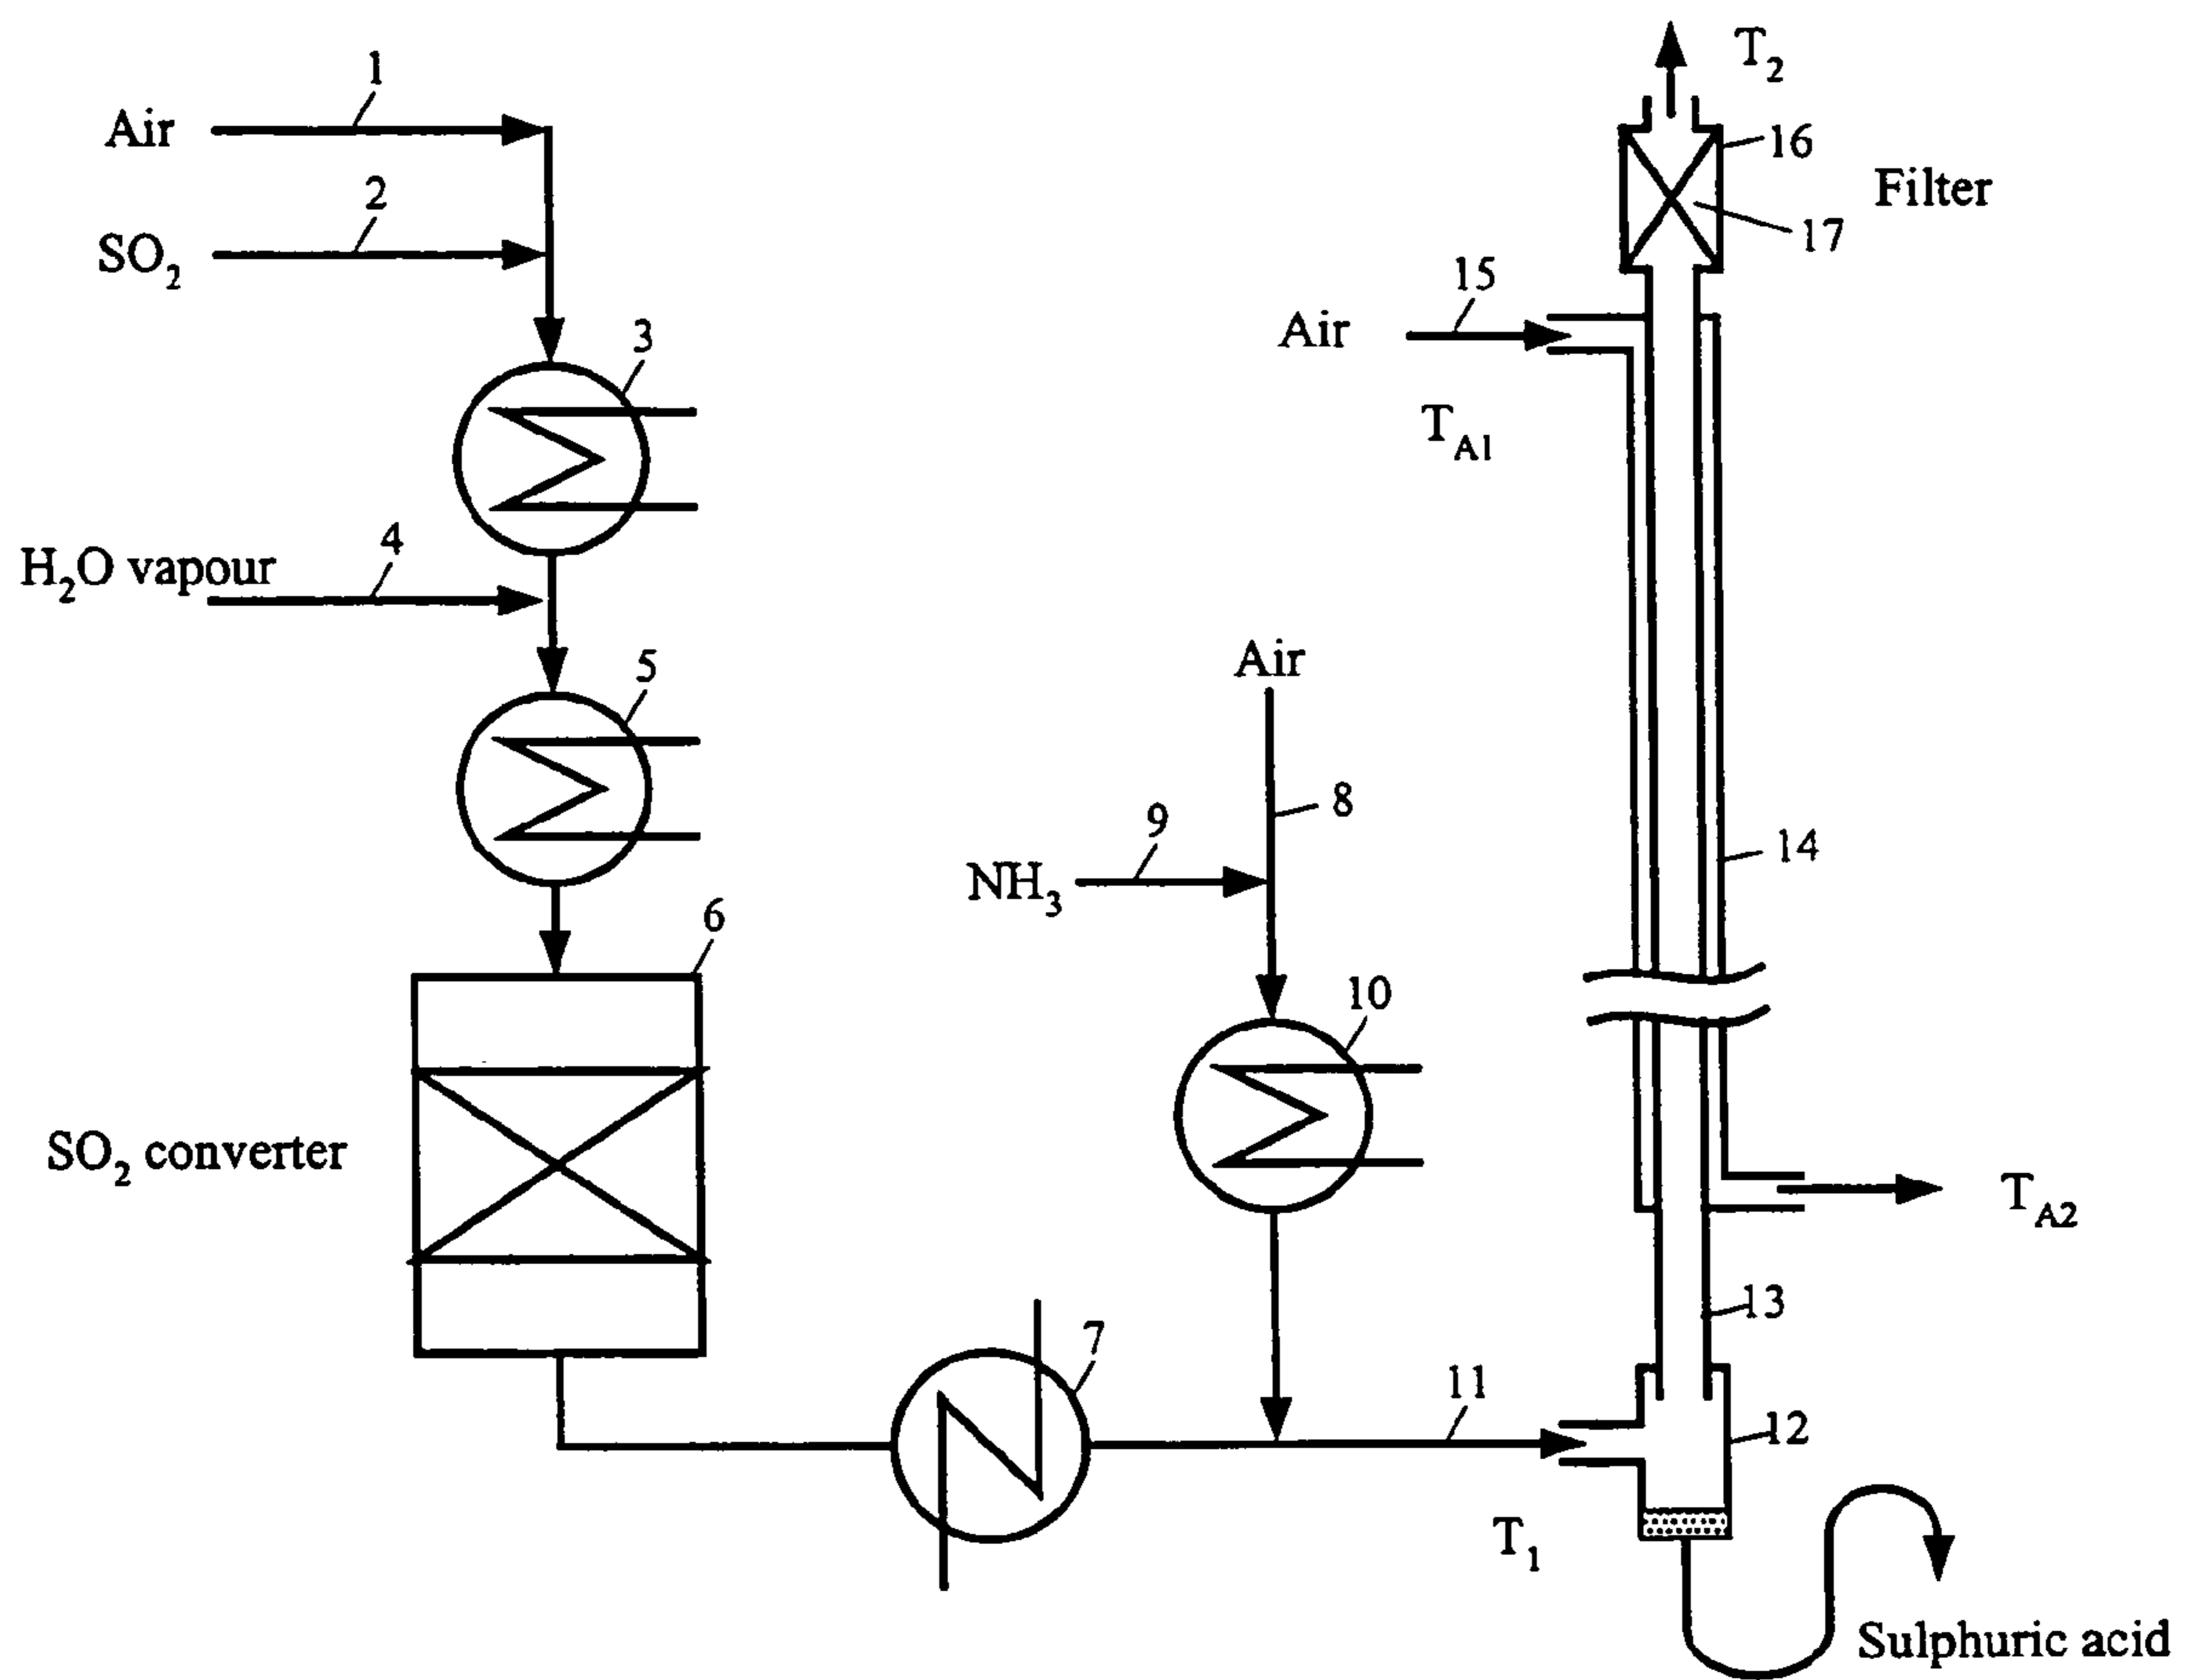 1
Air
2
SO2
3
H2O vapour
4
5
6
SO2 converter
7
Air
8
9
NH3
10
11
T1
T2
16
Filter
17
15
Air
TA1
14
TA2
13
12
Sulphuric acid